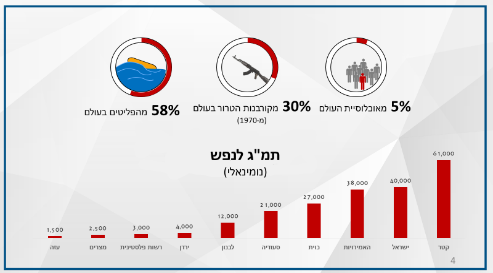 5% מאוכלוסיית העולם
30% מקורבנות הטרור בעולם
(מ-1970)
58% מהפליטים בעולם
תמ"ג לנפש
(נומינאלי)
61,000
40,000
38,000
27,000
21,000
12,000
4,000
3,000
2,500
1,500
קטר
ישראל
האמירויות
כווית
סעודיה
לבנון
ירדן
רשות פלסטינית
מצרים
עזה
4